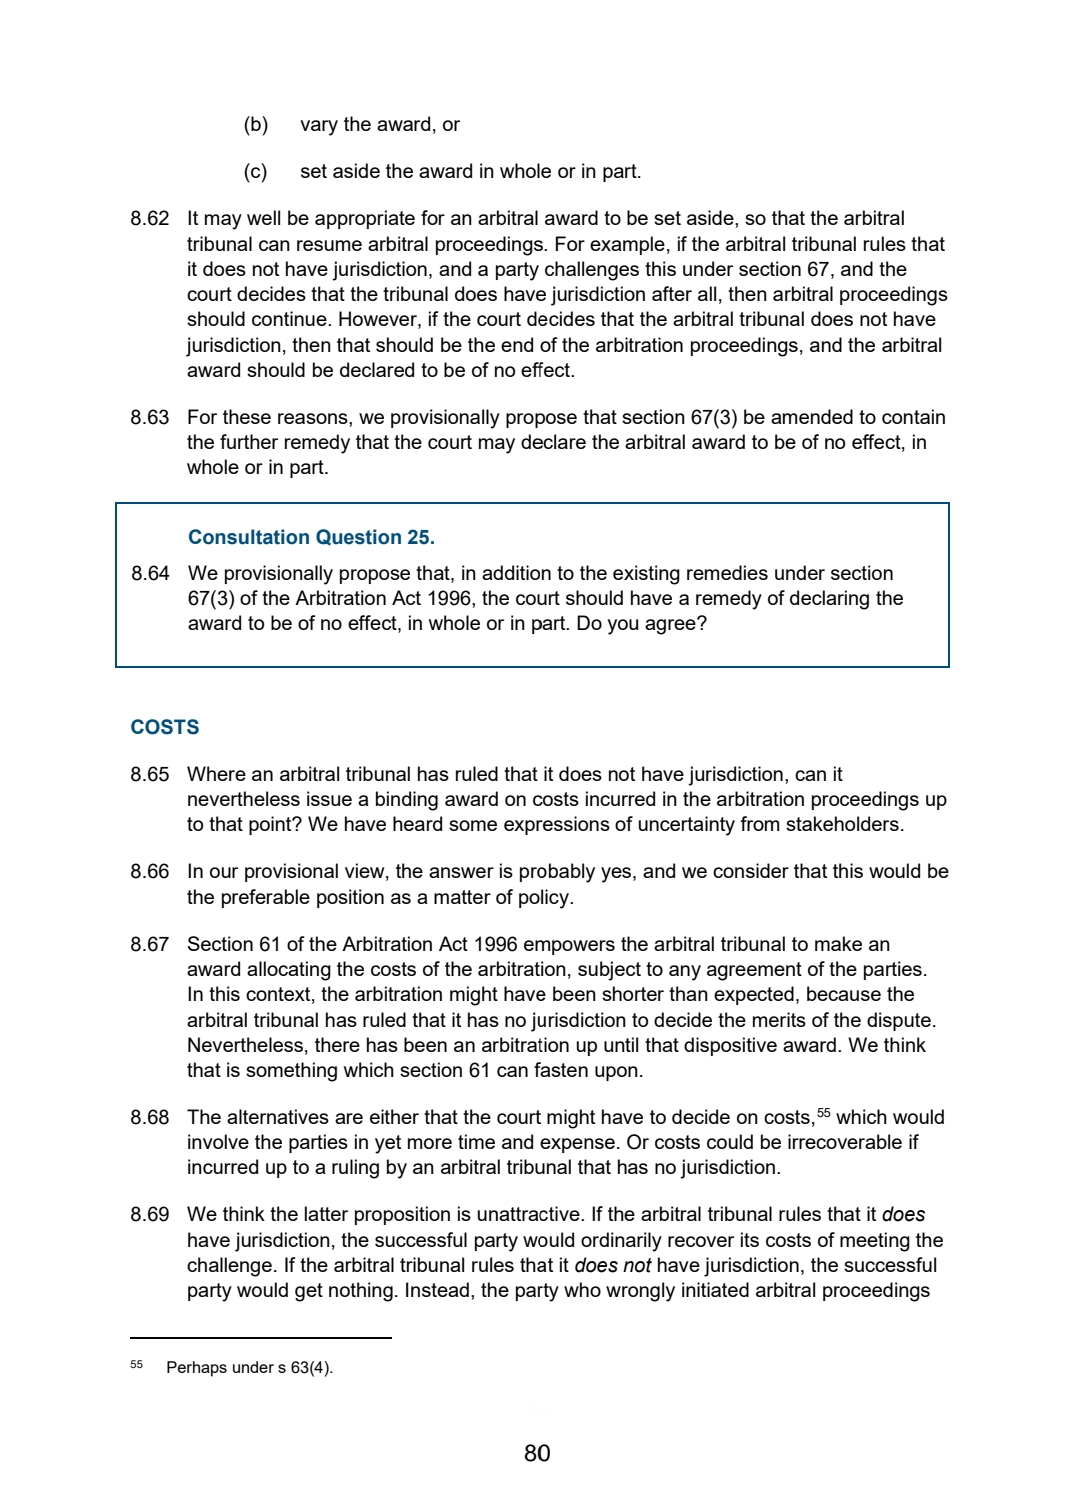 (b) vary the award, or
(c) set aside the award in whole or in part.
8.62 It may well be appropriate for an arbitral award to be set aside, so that the arbitral
tribunal can resume arbitral proceedings. For example, if the arbitral tribunal rules that
it does not have jurisdiction, and a party challenges this under section 67, and the
court decides that the tribunal does have jurisdiction after all, then arbitral proceedings
should continue. However, if the court decides that the arbitral tribunal does not have
jurisdiction, then that should be the end of the arbitration proceedings, and the arbitral
award should be declared to be of no effect.
8.63 For these reasons, we provisionally propose that section 67(3) be amended to contain
the further remedy that the court may declare the arbitral award to be of no effect, in
whole or in part.
Consultation Question 25.
8.64 We provisionally propose that, in addition to the existing remedies under section
67(3) of the Arbitration Act 1996, the court should have a remedy of declaring the
award to be of no effect, in whole or in part. Do you agree?
COSTS
8.65 Where an arbitral tribunal has ruled that it does not have jurisdiction, can it
nevertheless issue a binding award on costs incurred in the arbitration proceedings up
to that point? We have heard some expressions of uncertainty from stakeholders.
8.66 In our provisional view, the answer is probably yes, and we consider that this would be
the preferable position as a matter of policy.
8.67 Section 61 of the Arbitration Act 1996 empowers the arbitral tribunal to make an
award allocating the costs of the arbitration, subject to any agreement of the parties.
In this context, the arbitration might have been shorter than expected, because the
arbitral tribunal has ruled that it has no jurisdiction to decide the merits of the dispute.
Nevertheless, there has been an arbitration up until that dispositive award. We think
that is something which section 61 can fasten upon.
8.68 The alternatives are either that the court might have to decide on costs,55 which would
involve the parties in yet more time and expense. Or costs could be irrecoverable if
incurred up to a ruling by an arbitral tribunal that has no jurisdiction.
8.69 We think the latter proposition is unattractive. If the arbitral tribunal rules that it does
have jurisdiction, the successful party would ordinarily recover its costs of meeting the
challenge. If the arbitral tribunal rules that it does not have jurisdiction, the successful
party would get nothing. Instead, the party who wrongly initiated arbitral proceedings
55 Perhaps under s 63(4).
80